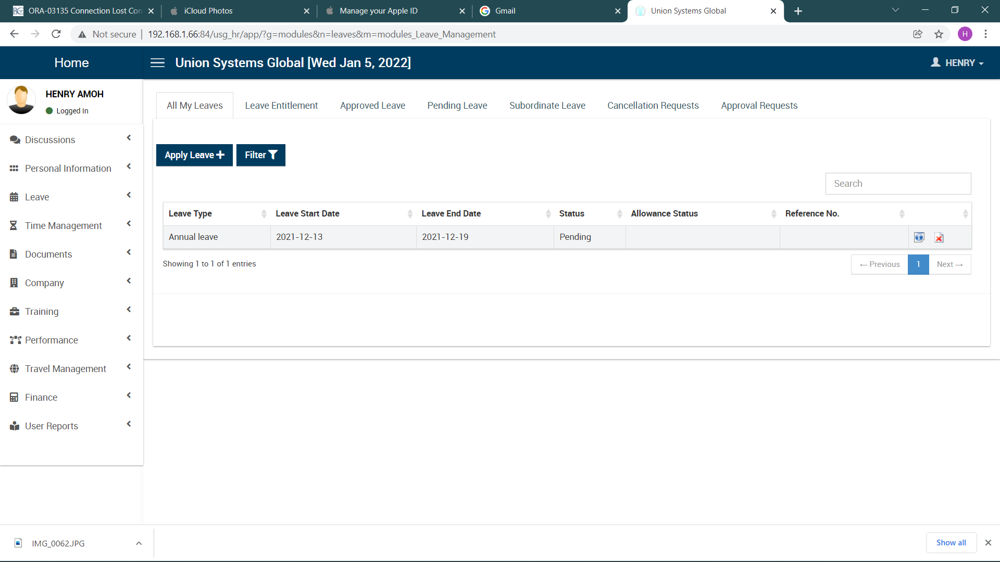 ORA-03135 Connection Lost Con
iCloud Photos
Manage your Apple ID
Gmail
Union Systems Global
Not secure
192.168.1.66:84/usg_hr/app/?g=modules&n=leaves&m=modules_Leave_Management
H
Home
Union Systems Global [Wed Jan 5, 2022]
HENRY
HENRY AMOH
Logged In
Discussions
Personal Information
Leave
Time Management
Documents
Company
Training
Performance
Travel Management
Finance
User Reports
All My Leaves
Leave Entitlement
Approved Leave
Pending Leave
Subordinate Leave
Cancellation Requests
Approval Requests
Apply Leave
Filter
Search
Leave Type Leave Start Date Leave End Date Status Allowance Status Reference No.
Annual leave 2021-12-13 2021-12-19 Pending
Showing 1 to 1 of 1 entries
← Previous 1 Next →
IMG_0062.JPG
Show all